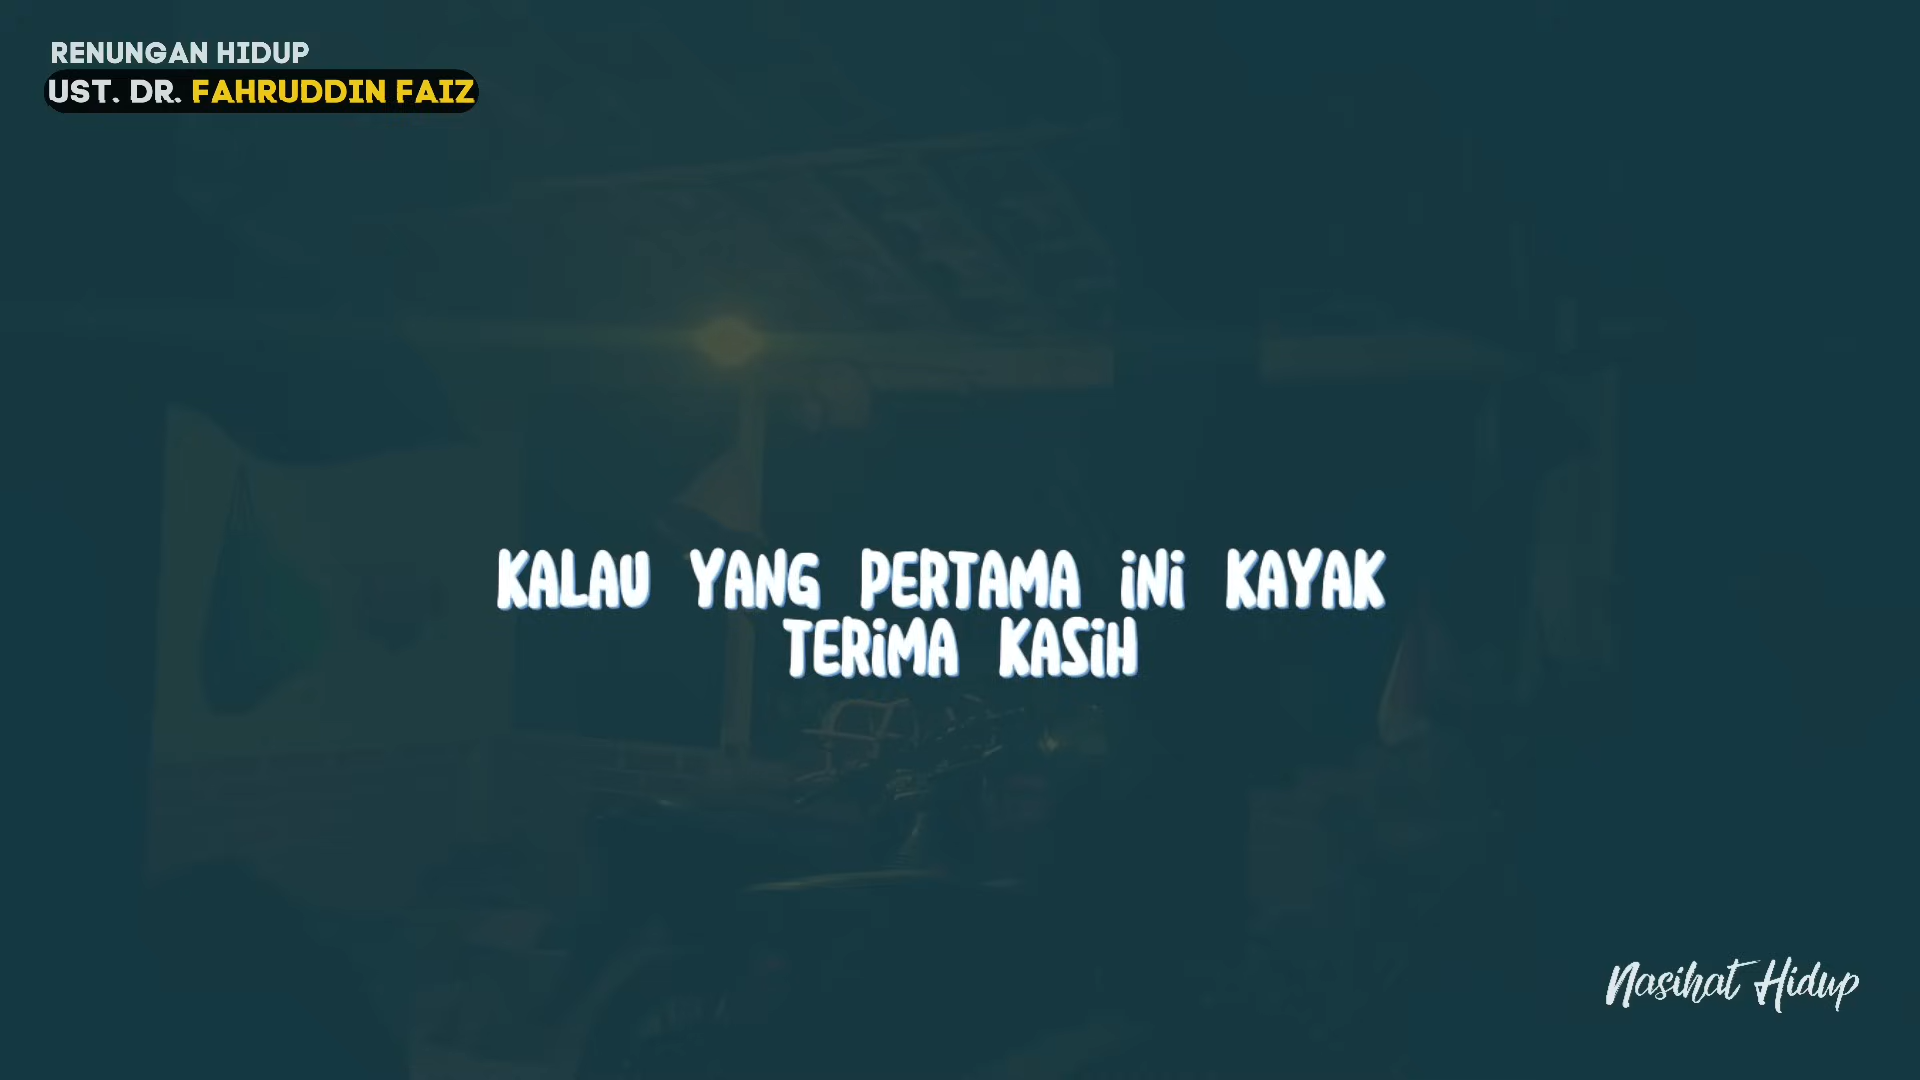 RENUNGAN HIDUP
UST. DR. FAHRUDDIN FAIZ
KALAU YANG PERTAMA INI KAYAK
TERIMA KASIH
Nasihat Hidup